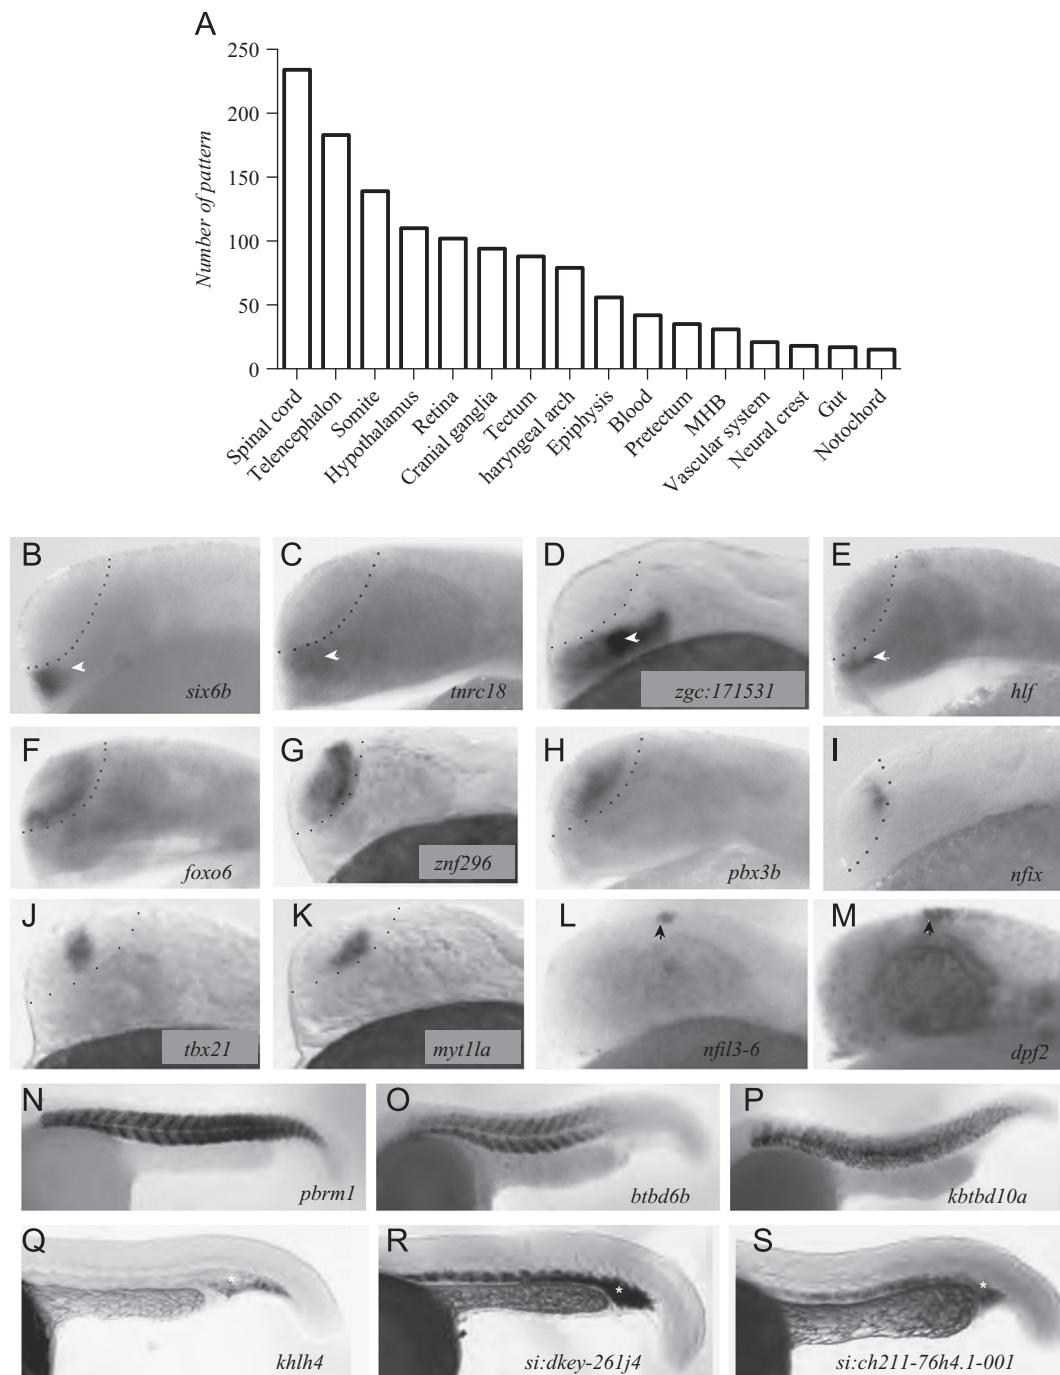 A
250
200
150
100
50
0
Number of pattern
Spinal cord
Telencephalon
Somite
Hypothalamus
Retina
Cranial ganglia
Tectum
haryngeal arch
Epiphysis
Blood
Pretectum
MHB
Vascular system
Neural crest
Gut
Notochord
B
six6b
C
tnrc18
D
zgc:171531
E
hlf
F
foxo6
G
znf296
H
pbx3b
I
nfix
J
tbx21
K
myt1la
L
nfil3-6
M
dpf2
N
pbrm1
O
btbd6b
P
kbtbd10a
Q
*
khlh4
R
*
si:dkey-261j4
S
*
si:ch211-76h4.1-001